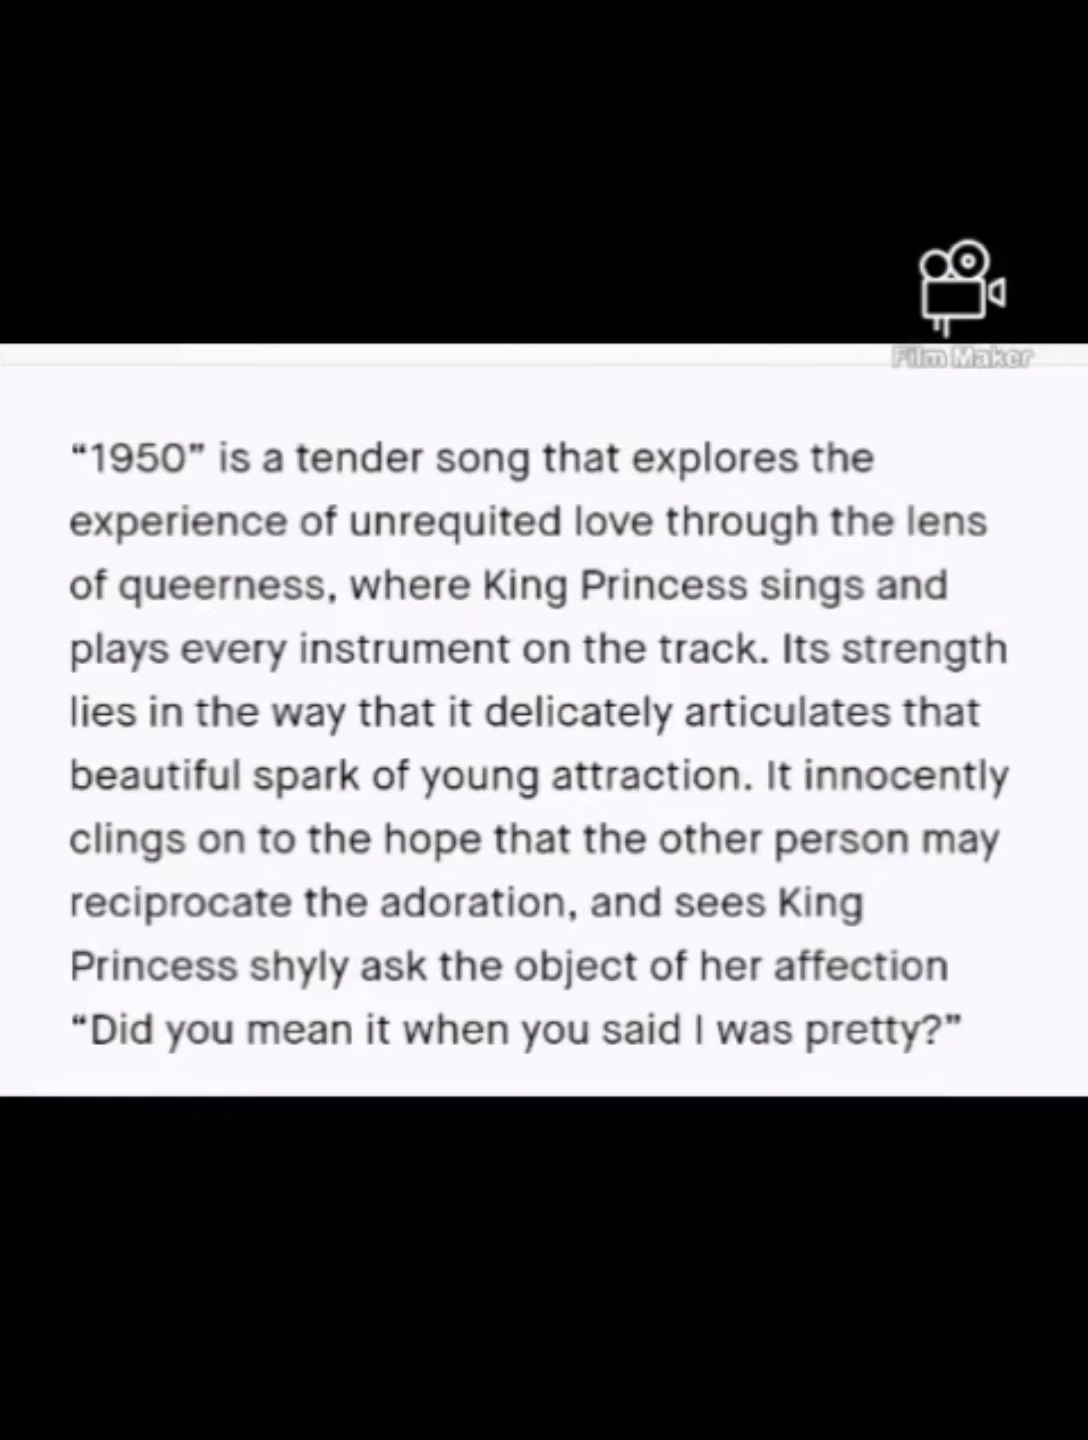 Film Maker
“1950” is a tender song that explores the
experience of unrequited love through the lens
of queerness, where King Princess sings and
plays every instrument on the track. Its strength
lies in the way that it delicately articulates that
beautiful spark of young attraction. It innocently
clings on to the hope that the other person may
reciprocate the adoration, and sees King
Princess shyly ask the object of her affection
“Did you mean it when you said I was pretty?”